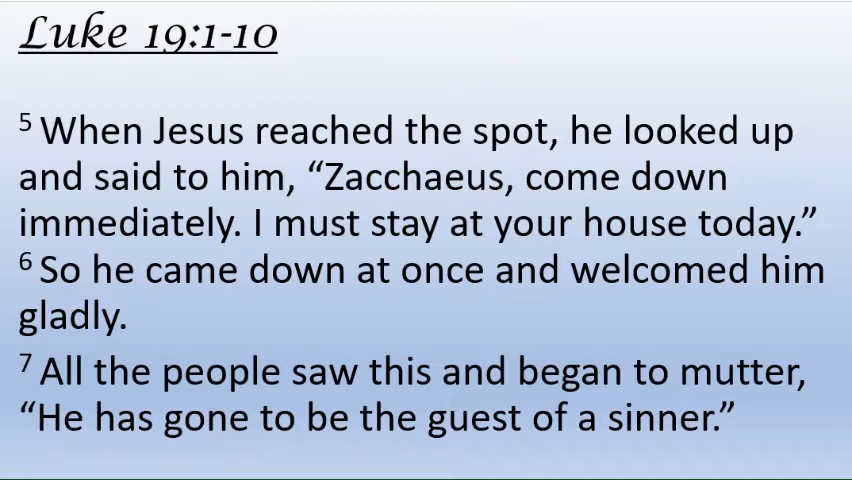 Luke 19:1-10
5 When Jesus reached the spot, he looked up
and said to him, “Zacchaeus, come down
immediately. I must stay at your house today.”
6 So he came down at once and welcomed him
gladly.
7 All the people saw this and began to mutter,
“He has gone to be the guest of a sinner.”